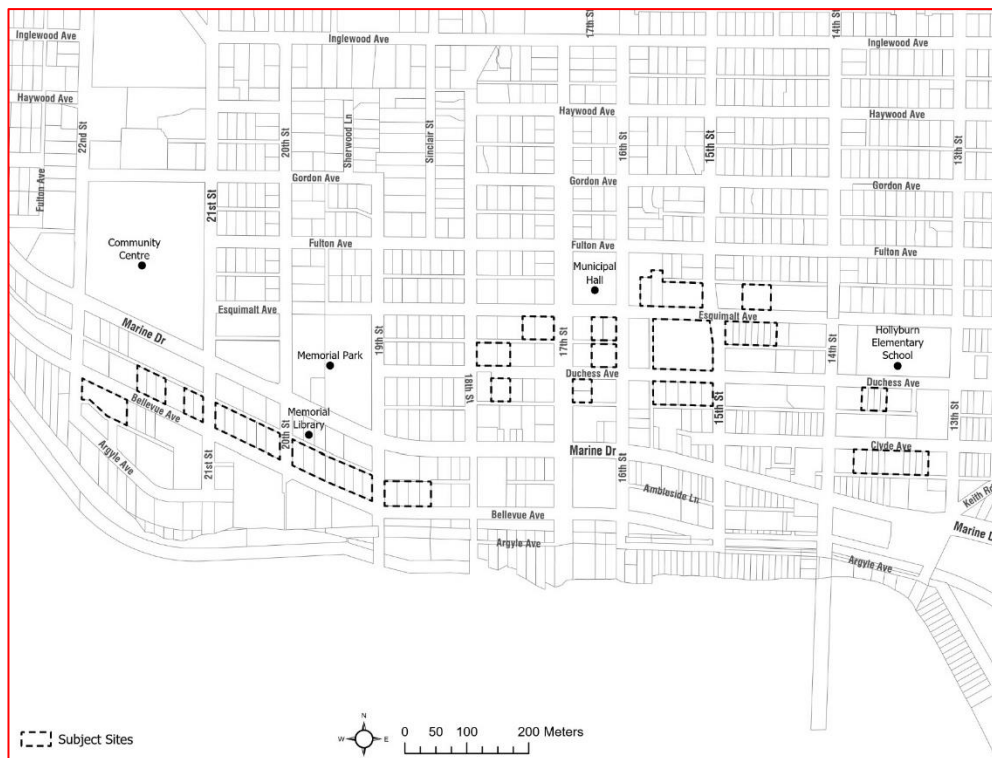 17th St
14th St
Inglewood Ave
Inglewood Ave
Inglewood Ave
Haywood Ave
Haywood Ave
Haywood Ave
22nd St
20th St
Sherwood Ln
Sinclair St
16th St
15th St
13th St
Fulton Ave
Gordon Ave
Gordon Ave
Gordon Ave
21st St
Community
Centre
Fulton Ave
Fulton Ave
Fulton Ave
Municipal
Hall
Esquimalt Ave
Esquimalt Ave
Marine Dr
19th St
17th St
14th St
Hollyburn
Elementary
School
Memorial Park
Duchess Ave
Duchess Ave
18th St
15th St
13th St
Bellevue Ave
Memorial
Library
20th St
21st St
Argyle Ave
Marine Dr
16th St
Clyde Ave
Ambleside Ln
Keith Rd
Bellevue Ave
Marine D
Argyle Ave
Argyle Ave
N
W
E
S
0 50 100 200 Meters
Subject Sites